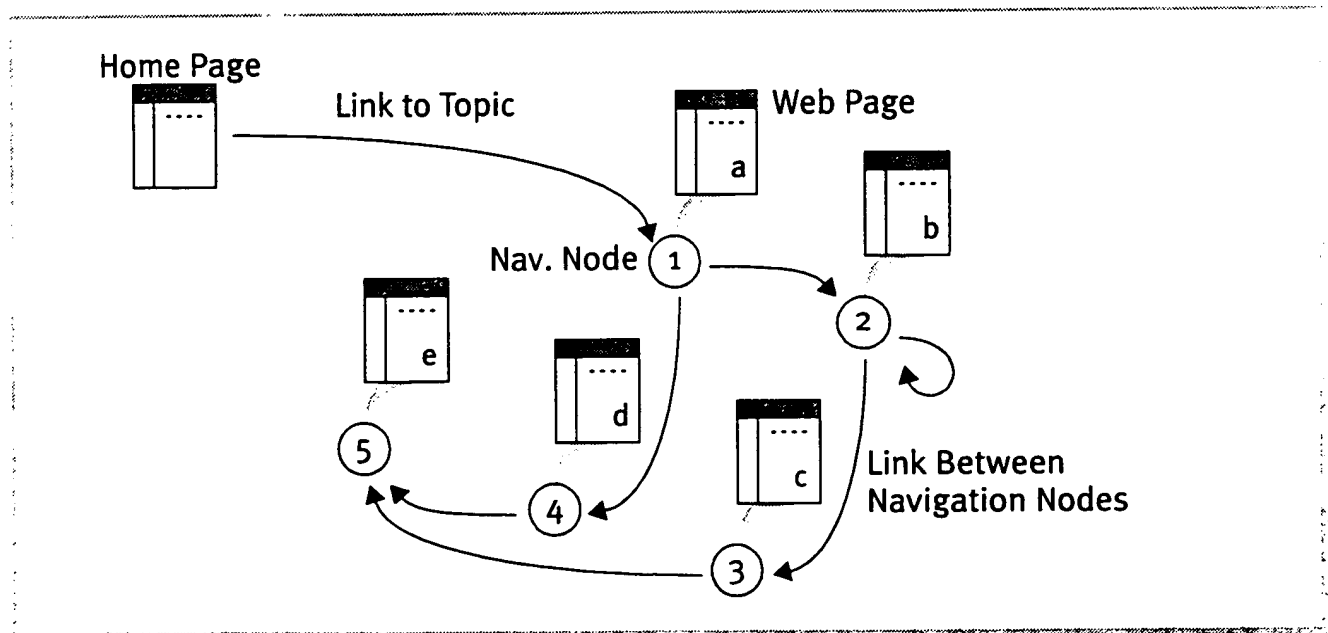 Home Page
Link to Topic
Web Page
a
b
Nav. Node
1
2
e
d
5
c
Link Between
Navigation Nodes
4
3